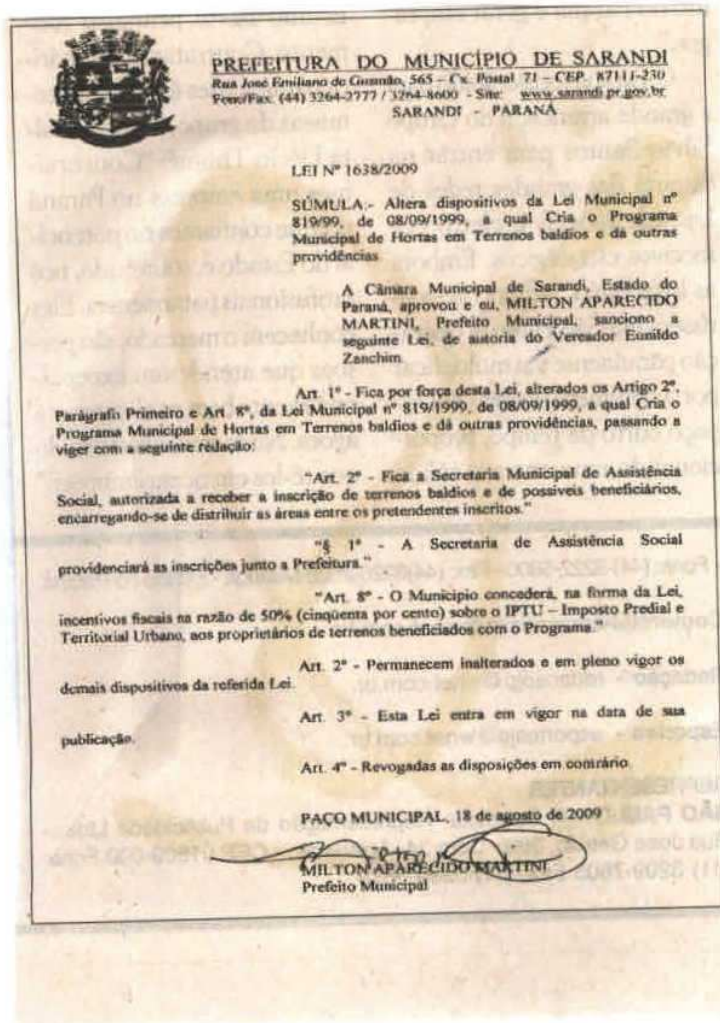 PREFEITURA DO MUNICÍPIO DE SARANDI
Rua José Emiliano de Gusmão, 565 – Cx. Postal 71 – CEP. 87111-230
Fone/Fax: (44) 3264-2777 / 3264-8600 - Site: www.sarandi.pr.gov.br
SARANDI - PARANÁ
LEI Nº 1638/2009
SÚMULA:- Altera dispositivos da Lei Municipal nº
819/99, de 08/09/1999, a qual Cria o Programa
Municipal de Hortas em Terrenos baldios e dá outras
providências
A Câmara Municipal de Sarandi, Estado do
Paraná, aprovou e eu, MILTON APARECIDO
MARTINI, Prefeito Municipal, sanciono a
seguinte Lei, de autoria do Vereador Eunildo
Zanchim.
Art. 1º - Fica por força desta Lei, alterados os Artigo 2º,
Parágrafo Primeiro e Art. 8º, da Lei Municipal nº 819/1999, de 08/09/1999, a qual Cria o
Programa Municipal de Hortas em Terrenos baldios e dá outras providências, passando a
viger com a seguinte redação:
"Art. 2º - Fica a Secretaria Municipal de Assistência
Social, autorizada a receber a inscrição de terrenos baldios e de possíveis beneficiários,
encarregando-se de distribuir as áreas entre os pretendentes inscritos."
"§ 1º - A Secretaria de Assistência Social
providenciará as inscrições junto a Prefeitura."
"Art. 8º - O Município concederá, na forma da Lei,
incentivos fiscais na razão de 50% (cinqüenta por cento) sobre o IPTU – Imposto Predial e
Territorial Urbano, aos proprietários de terrenos beneficiados com o Programa."
Art. 2º - Permanecem inalterados e em pleno vigor os
demais dispositivos da referida Lei.
Art. 3º - Esta Lei entra em vigor na data de sua
publicação.
Art. 4º - Revogadas as disposições em contrário.
PAÇO MUNICIPAL, 18 de agosto de 2009
MILTON APARECIDO MARTINI
Prefeito Municipal